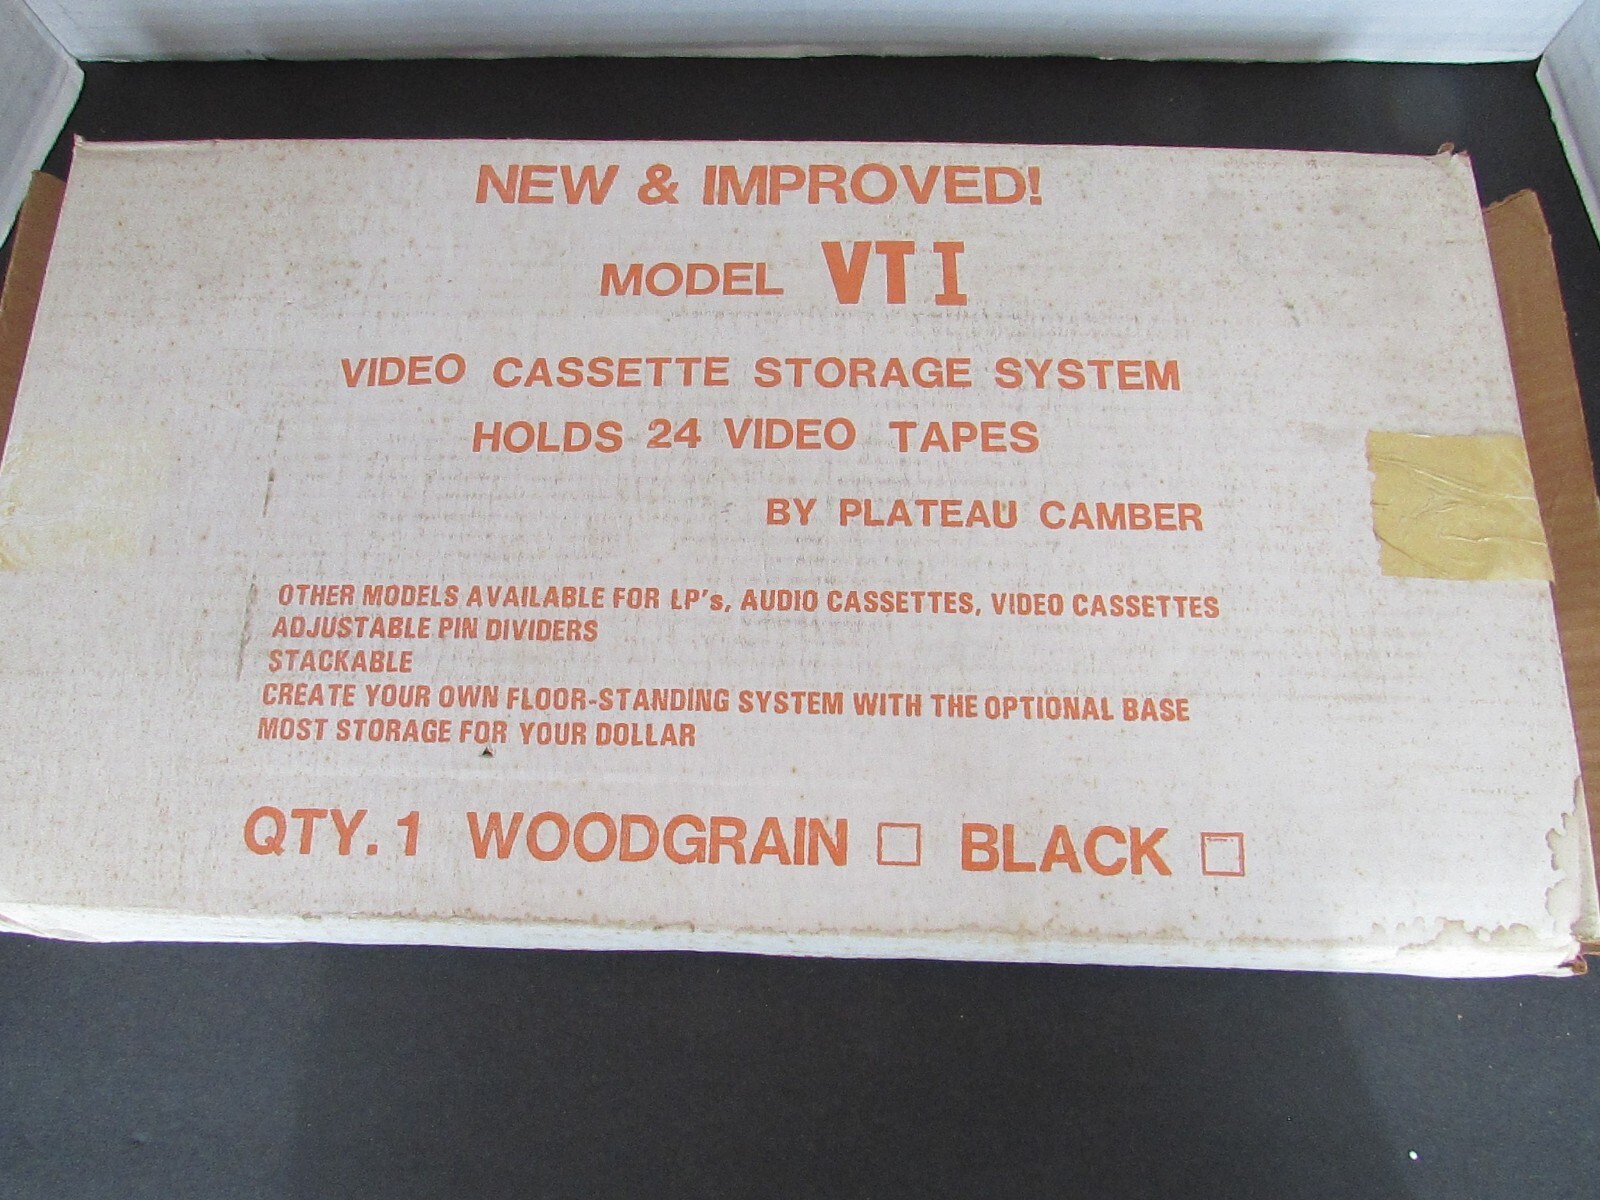 NEW & IMPROVED!
MODEL VT I
VIDEO CASSETTE STORAGE SYSTEM
HOLDS 24 VIDEO TAPES
BY PLATEAU CAMBER
OTHER MODELS AVAILABLE FOR LP's, AUDIO CASSETTES, VIDEO CASSETTES
ADJUSTABLE PIN DIVIDERS
STACKABLE
CREATE YOUR OWN FLOOR-STANDING SYSTEM WITH THE OPTIONAL BASE
MOST STORAGE FOR YOUR DOLLAR
QTY. 1 WOODGRAIN □ BLACK □